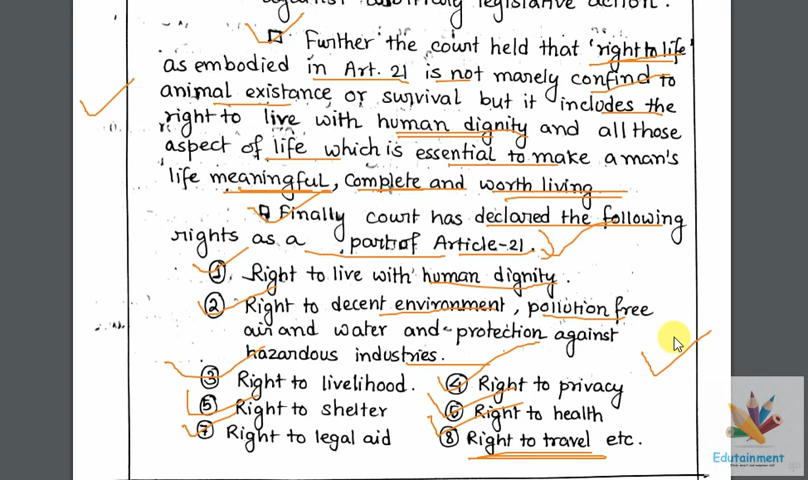 against arbitrary legislative action.
Further the court held that 'right to life'
as embodied in Art. 21 is not marely confind to
animal existance or survival but it includes the
right to live with human dignity and all those
aspect of life which is essential to make a man's
life meaningful, complete and worth living
Finally court has declared the following
rights as a part of Article-21.
① Right to live with human dignity.
② Right to decent environment, pollution free
air and water and protection against
hazardous industries.
③ Right to livelihood. ④ Right to privacy
⑤ Right to shelter ⑥ Right to health
⑦ Right to legal aid ⑧ Right to travel etc.
Edutainment